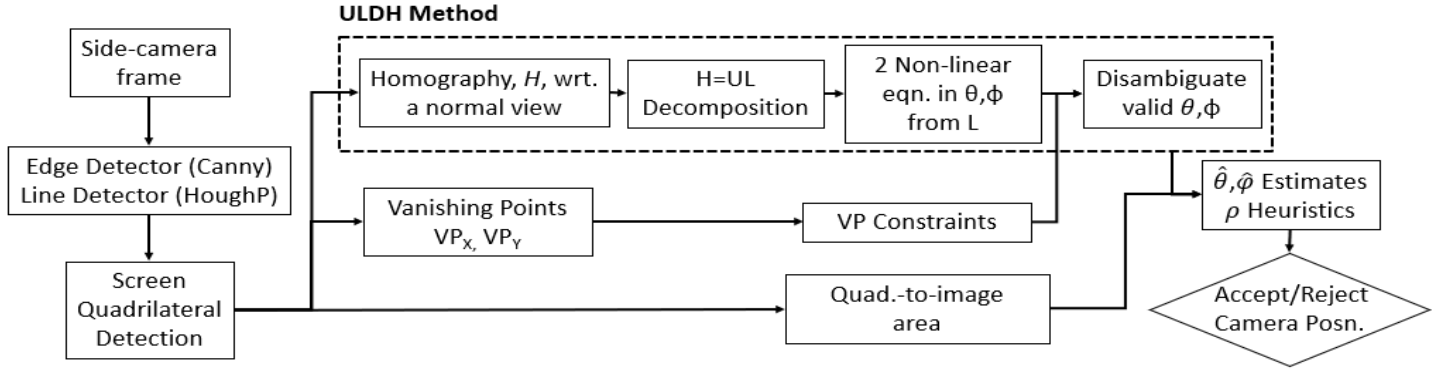 ULDH Method
Side-camera
frame
Edge Detector (Canny)
Line Detector (HoughP)
Screen
Quadrilateral
Detection
Homography, H, wrt.
a normal view
H=UL
Decomposition
2 Non-linear
eqn. in θ,ϕ
from L
Disambiguate
valid θ,ϕ
Vanishing Points
VPX, VPY
VP Constraints
Quad.-to-image
area
θ̂,φ̂ Estimates
ρ Heuristics
Accept/Reject
Camera Posn.